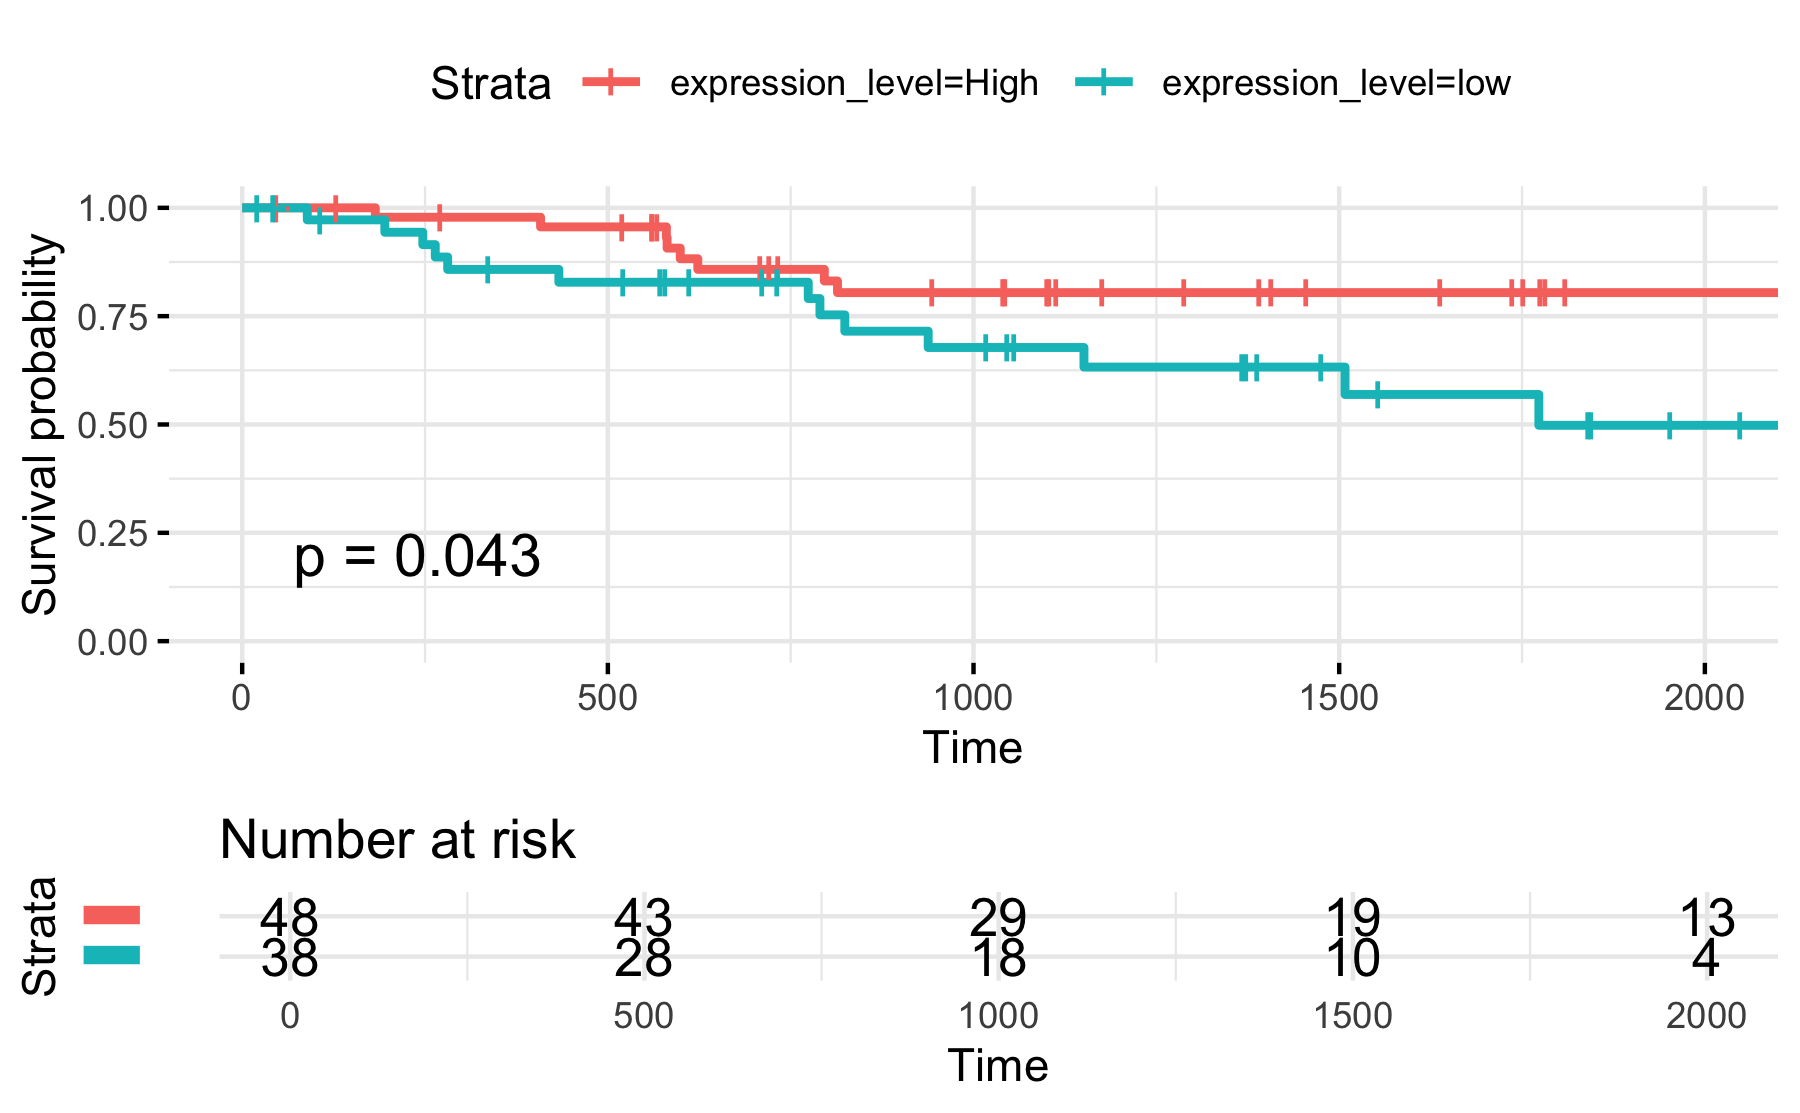 Strata expression_level=High expression_level=low
Survival probability
1.00
0.75
0.50
0.25
0.00
p = 0.043
0 500 1000 1500 2000
Time
Number at risk
Strata
48 43 29 19 13
38 28 18 10 4
0 500 1000 1500 2000
Time